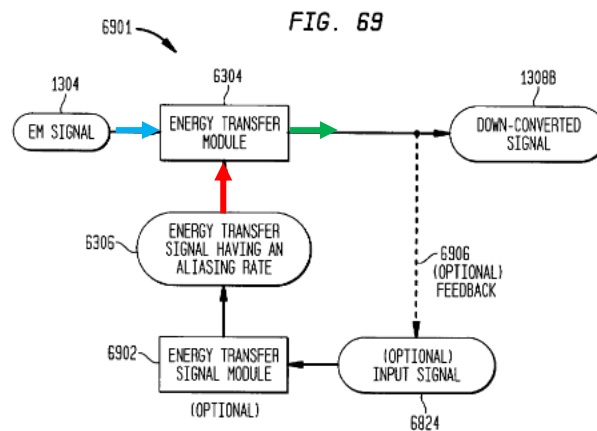 FIG. 69
6901
1304
EM SIGNAL
6304
ENERGY TRANSFER
MODULE
1308B
DOWN-CONVERTED
SIGNAL
6306
ENERGY TRANSFER
SIGNAL HAVING AN
ALIASING RATE
6906
(OPTIONAL)
FEEDBACK
6902
ENERGY TRANSFER
SIGNAL MODULE
(OPTIONAL)
(OPTIONAL)
INPUT SIGNAL
6824